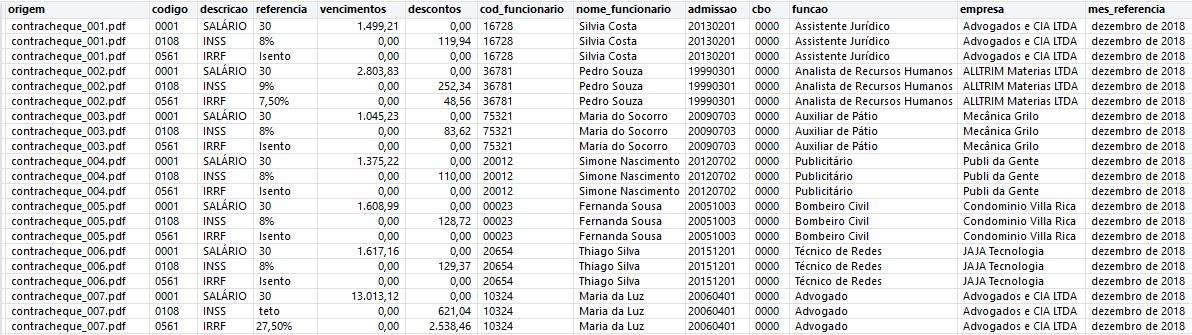 origem codigo descricao referencia vencimentos descontos cod_funcionario nome_funcionario admissao cbo funcao empresa mes_referencia
contracheque_001.pdf 0001 SALÁRIO 30 1.499,21 0,00 16728 Silvia Costa 20130201 0000 Assistente Jurídico Advogados e CIA LTDA dezembro de 2018
contracheque_001.pdf 0108 INSS 8% 0,00 119,94 16728 Silvia Costa 20130201 0000 Assistente Jurídico Advogados e CIA LTDA dezembro de 2018
contracheque_001.pdf 0561 IRRF Isento 0,00 0,00 16728 Silvia Costa 20130201 0000 Assistente Jurídico Advogados e CIA LTDA dezembro de 2018
contracheque_002.pdf 0001 SALÁRIO 30 2.803,83 0,00 36781 Pedro Souza 19990301 0000 Analista de Recursos Humanos ALLTRIM Materias LTDA dezembro de 2018
contracheque_002.pdf 0108 INSS 9% 0,00 252,34 36781 Pedro Souza 19990301 0000 Analista de Recursos Humanos ALLTRIM Materias LTDA dezembro de 2018
contracheque_002.pdf 0561 IRRF 7,50% 0,00 48,56 36781 Pedro Souza 19990301 0000 Analista de Recursos Humanos ALLTRIM Materias LTDA dezembro de 2018
contracheque_003.pdf 0001 SALÁRIO 30 1.045,23 0,00 75321 Maria do Socorro 20090703 0000 Auxiliar de Pátio Mecânica Grilo dezembro de 2018
contracheque_003.pdf 0108 INSS 8% 0,00 83,62 75321 Maria do Socorro 20090703 0000 Auxiliar de Pátio Mecânica Grilo dezembro de 2018
contracheque_003.pdf 0561 IRRF Isento 0,00 0,00 75321 Maria do Socorro 20090703 0000 Auxiliar de Pátio Mecânica Grilo dezembro de 2018
contracheque_004.pdf 0001 SALÁRIO 30 1.375,22 0,00 20012 Simone Nascimento 20120702 0000 Publicitário Publi da Gente dezembro de 2018
contracheque_004.pdf 0108 INSS 8% 0,00 110,00 20012 Simone Nascimento 20120702 0000 Publicitário Publi da Gente dezembro de 2018
contracheque_004.pdf 0561 IRRF Isento 0,00 0,00 20012 Simone Nascimento 20120702 0000 Publicitário Publi da Gente dezembro de 2018
contracheque_005.pdf 0001 SALÁRIO 30 1.608,99 0,00 00023 Fernanda Sousa 20051003 0000 Bombeiro Civil Condominio Villa Rica dezembro de 2018
contracheque_005.pdf 0108 INSS 8% 0,00 128,72 00023 Fernanda Sousa 20051003 0000 Bombeiro Civil Condominio Villa Rica dezembro de 2018
contracheque_005.pdf 0561 IRRF Isento 0,00 0,00 00023 Fernanda Sousa 20051003 0000 Bombeiro Civil Condominio Villa Rica dezembro de 2018
contracheque_006.pdf 0001 SALÁRIO 30 1.617,16 0,00 20654 Thiago Silva 20151201 0000 Técnico de Redes JAJA Tecnologia dezembro de 2018
contracheque_006.pdf 0108 INSS 8% 0,00 129,37 20654 Thiago Silva 20151201 0000 Técnico de Redes JAJA Tecnologia dezembro de 2018
contracheque_006.pdf 0561 IRRF Isento 0,00 0,00 20654 Thiago Silva 20151201 0000 Técnico de Redes JAJA Tecnologia dezembro de 2018
contracheque_007.pdf 0001 SALÁRIO 30 13.013,12 0,00 10324 Maria da Luz 20060401 0000 Advogado Advogados e CIA LTDA dezembro de 2018
contracheque_007.pdf 0108 INSS teto 0,00 621,04 10324 Maria da Luz 20060401 0000 Advogado Advogados e CIA LTDA dezembro de 2018
contracheque_007.pdf 0561 IRRF 27,50% 0,00 2.538,46 10324 Maria da Luz 20060401 0000 Advogado Advogados e CIA LTDA dezembro de 2018